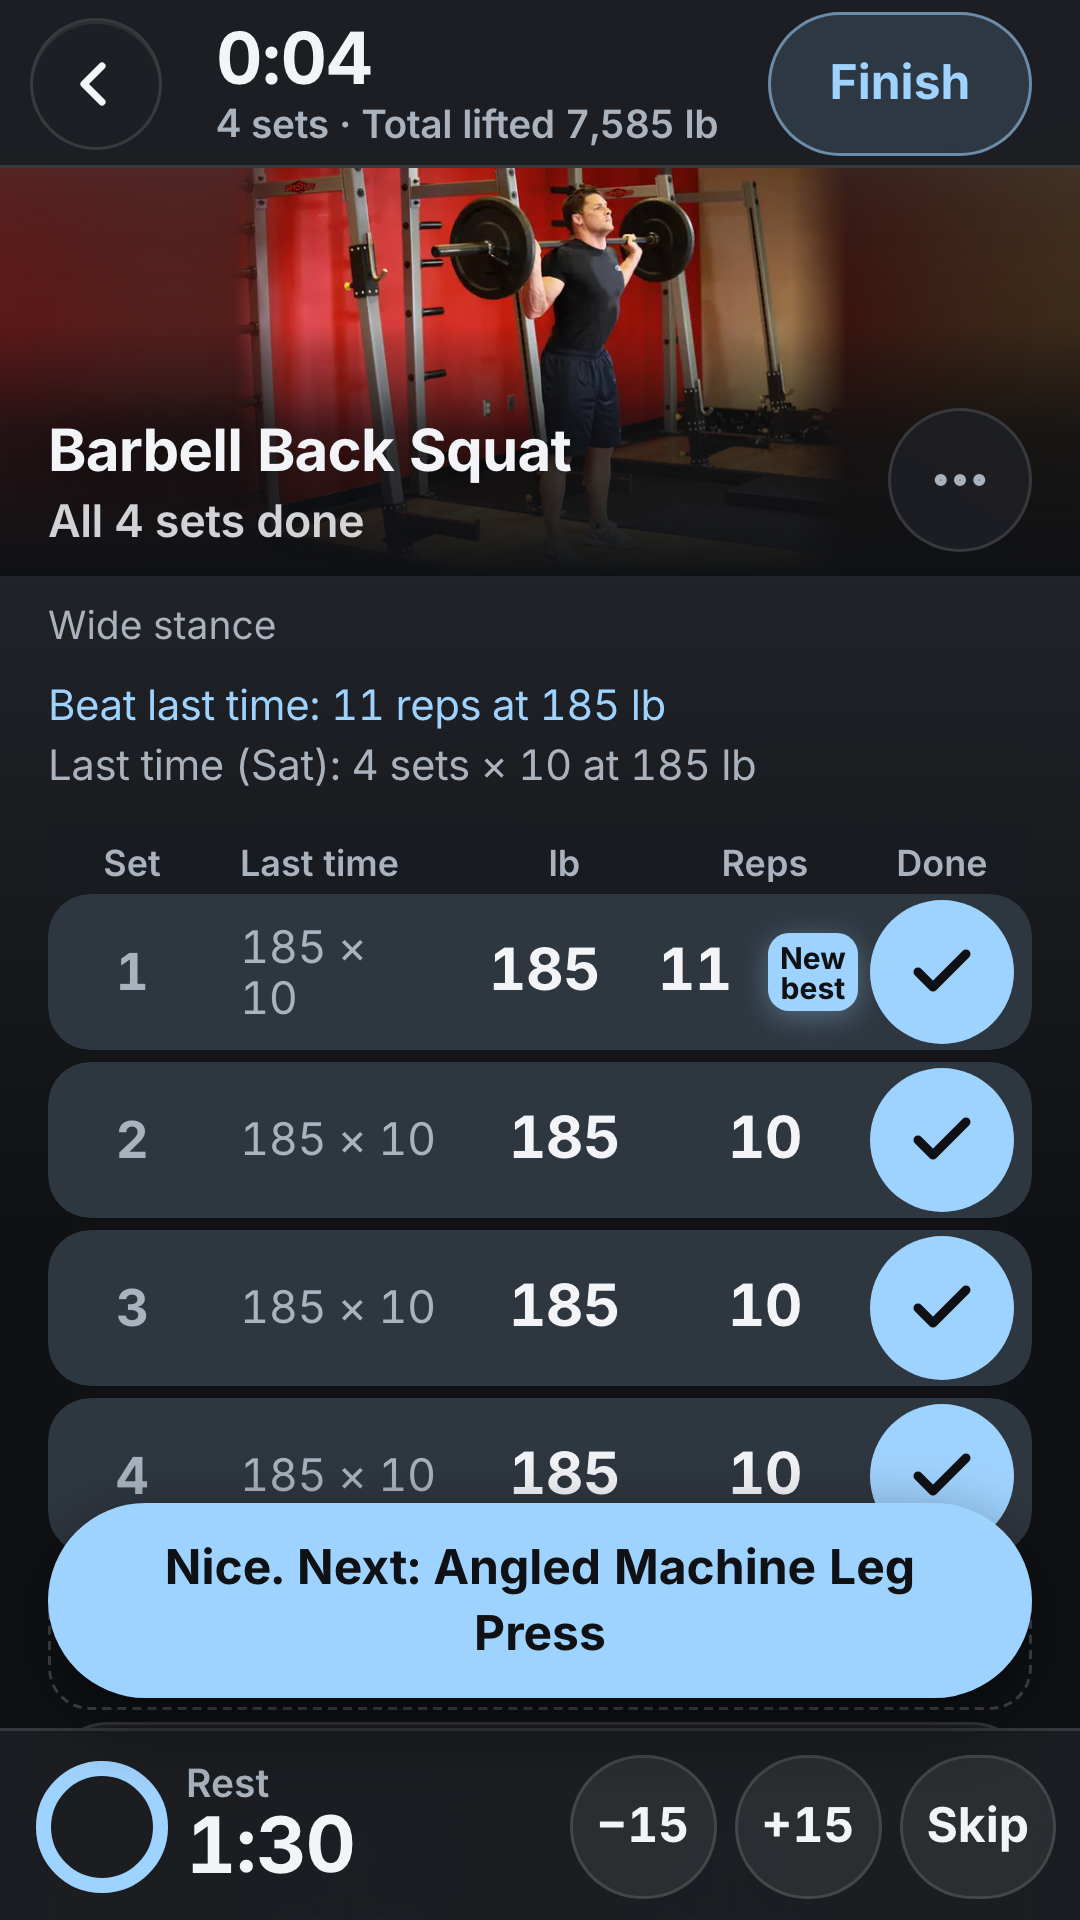 0:04
4 sets · Total lifted 7,585 lb
Finish
Barbell Back Squat
All 4 sets done
Wide stance
Beat last time: 11 reps at 185 lb
Last time (Sat): 4 sets × 10 at 185 lb
Set Last time lb Reps Done
1 185 × 10 185 11 New best
2 185 × 10 185 10
3 185 × 10 185 10
4 185 × 10 185 10
Nice. Next: Angled Machine Leg
Press
Rest
1:30
−15 +15 Skip